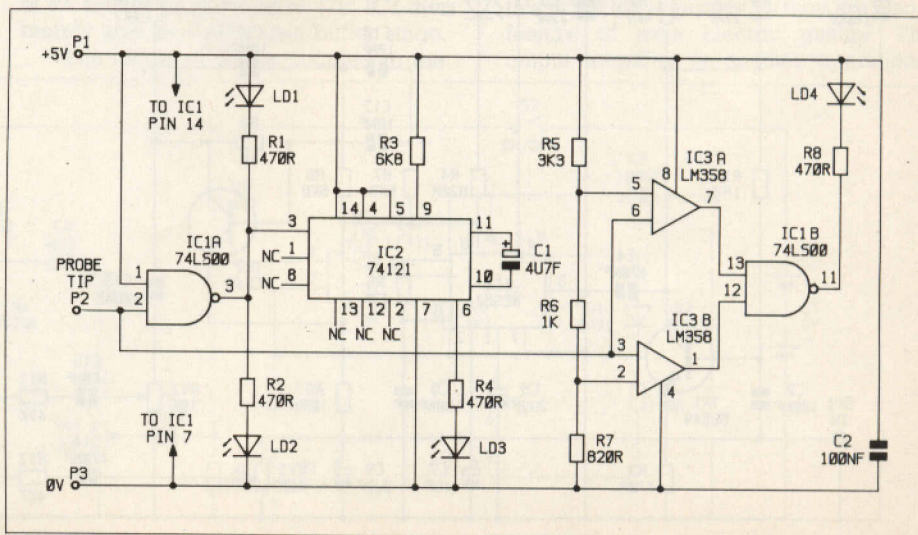 P1
+5V
TO IC1
PIN 14
LD1
R1
470R
R3
6K8
R5
3K3
LD4
R8
470R
IC3 A
LM358
8
5
7
6
14
4
5
9
3
11
1
NC
8
NC
IC2
74121
10
C1
4U7F
+
13
12
2
7
6
NC
NC
NC
IC1A
74LS00
PROBE
TIP
P2
1
2
3
IC1B
74LS00
13
12
11
R6
1K
IC3 B
LM358
3
2
1
4
R2
470R
R4
470R
TO IC1
PIN 7
LD2
LD3
R7
820R
C2
100NF
P3
0V